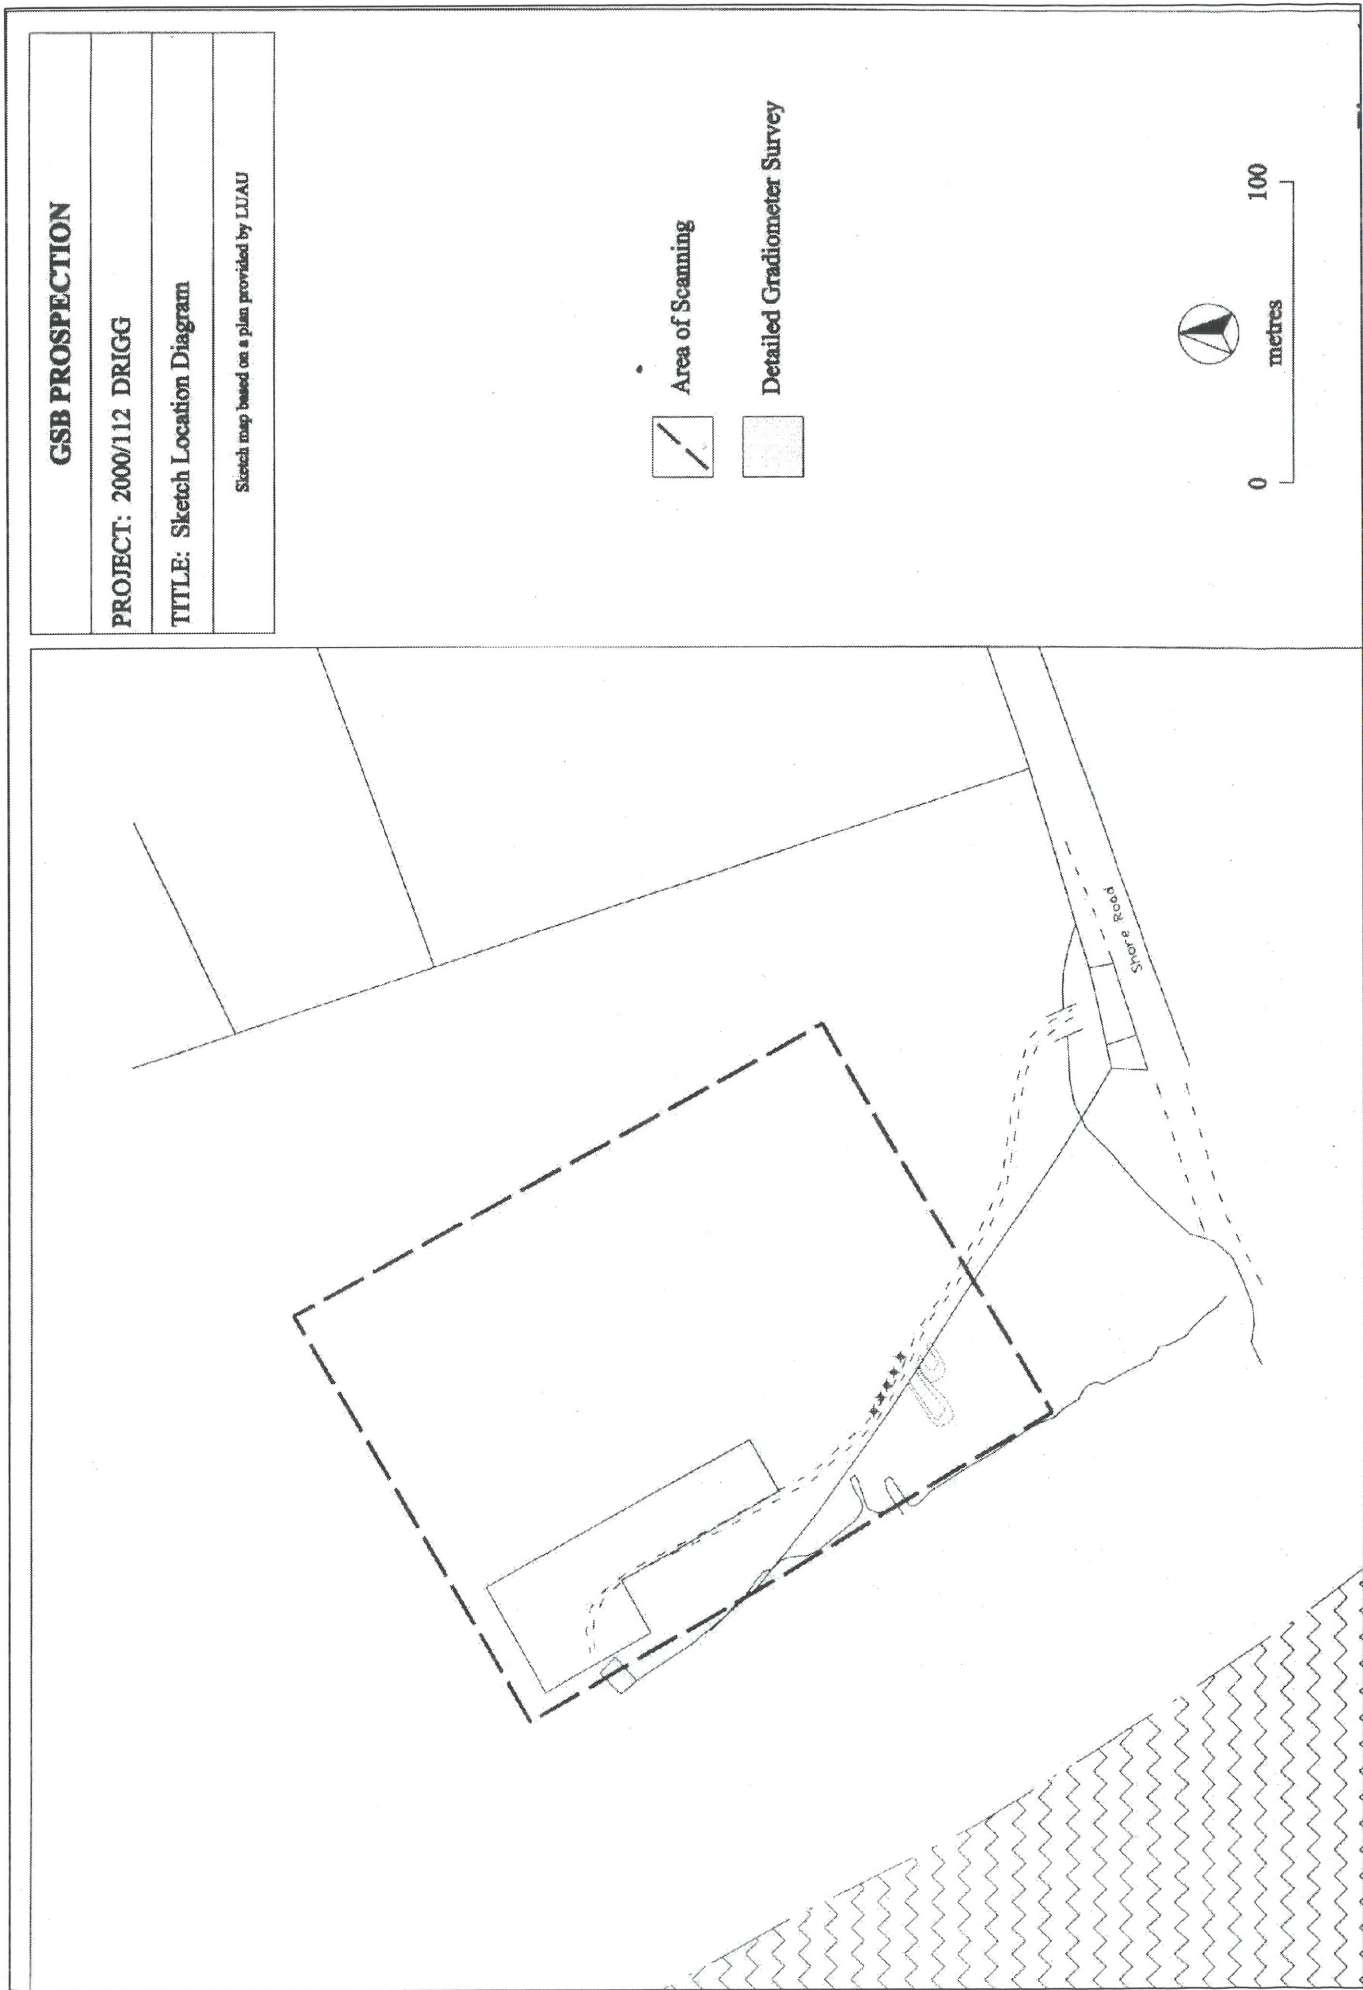 GSB PROSPECTION
PROJECT: 2000/112 DRIGG
TITLE: Sketch Location Diagram
Sketch map based on a plan provided by LUAU
Area of Scanning
Detailed Gradiometer Survey
Shore Road
0 100
metres